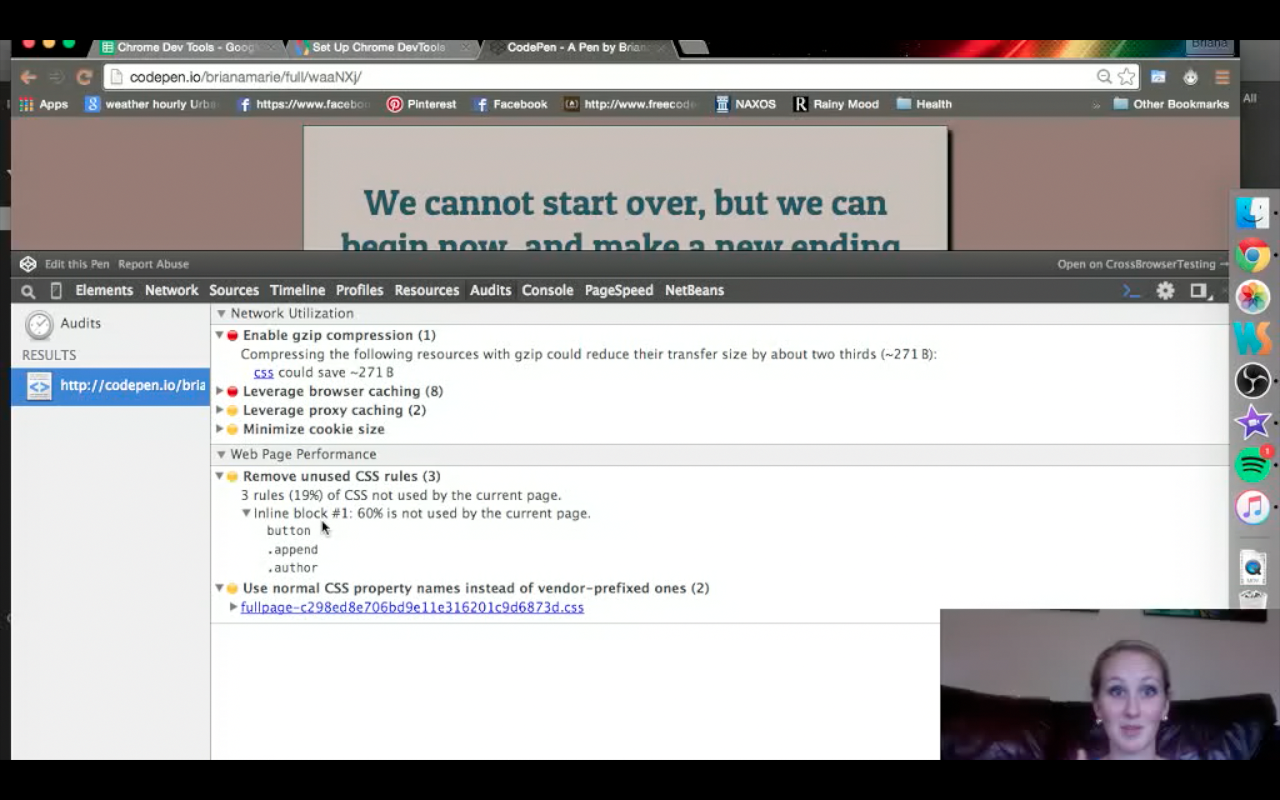 Chrome Dev Tools - Goog
Set Up Chrome DevTools
CodePen - A Pen by Brian
Briana
codepen.io/brianamarie/full/waaNXj/
Apps
weather hourly Urb
https://www.facebo
Pinterest
Facebook
http://www.freecode
NAXOS
Rainy Mood
Health
Other Bookmarks
All
We cannot start over, but we can
begin now, and make a new ending
Edit this Pen Report Abuse
Open on CrossBrowserTesting →
Elements Network Sources Timeline Profiles Resources Audits Console PageSpeed NetBeans
Audits
RESULTS
http://codepen.io/bria
Network Utilization
Enable gzip compression (1)
Compressing the following resources with gzip could reduce their transfer size by about two thirds (~271 B):
css could save ~271 B
Leverage browser caching (8)
Leverage proxy caching (2)
Minimize cookie size
Web Page Performance
Remove unused CSS rules (3)
3 rules (19%) of CSS not used by the current page.
Inline block #1: 60% is not used by the current page.
button
.append
.author
Use normal CSS property names instead of vendor-prefixed ones (2)
fullpage-c298ed8e706bd9e11e316201c9d6873d.css
WS
1